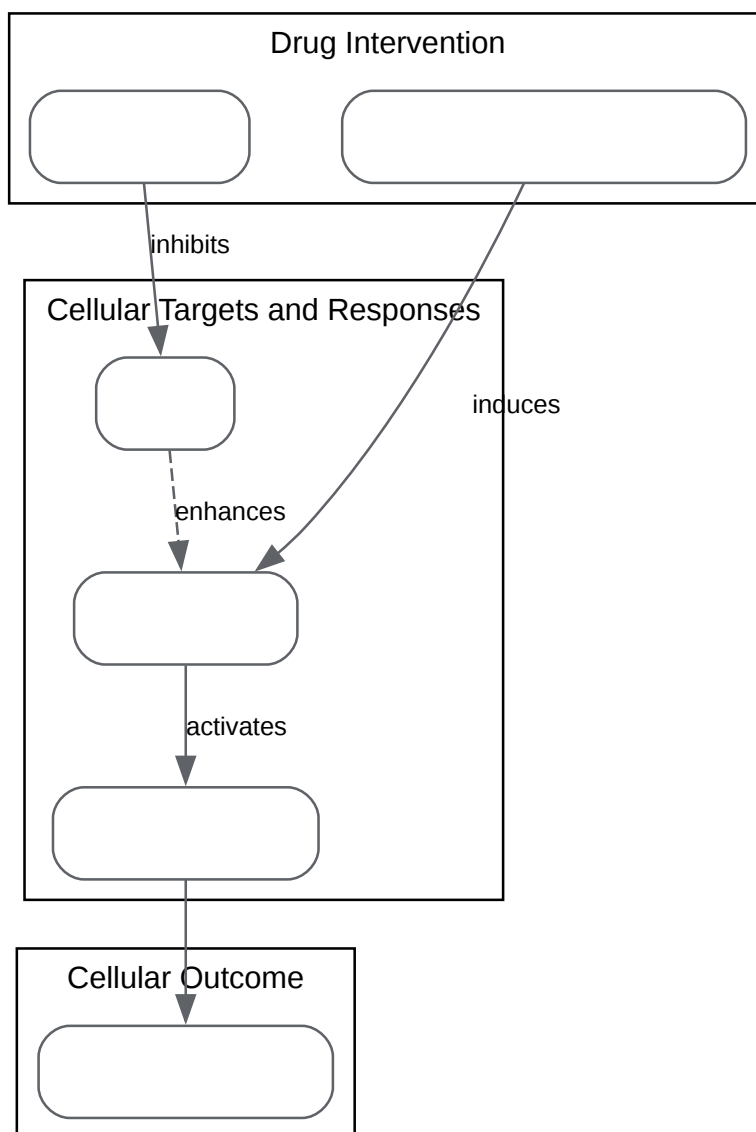 Drug Intervention
inhibits
Cellular Targets and Responses
induces
enhances
activates
Cellular Outcome